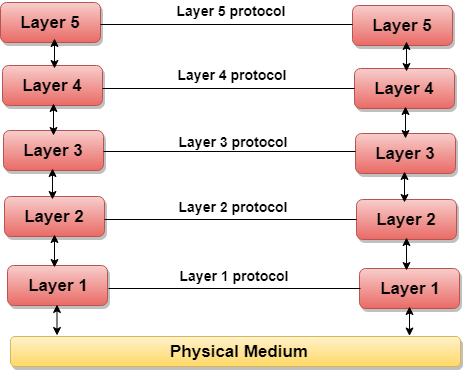 Layer 5 Layer 5 protocol Layer 5
Layer 4 Layer 4 protocol Layer 4
Layer 3 Layer 3 protocol Layer 3
Layer 2 Layer 2 protocol Layer 2
Layer 1 Layer 1 protocol Layer 1
Physical Medium